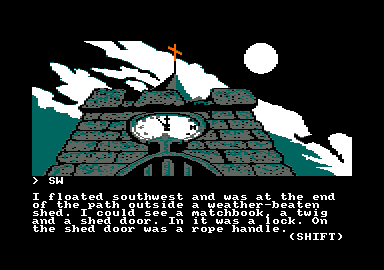 > SW
I floated southwest and was at the end
of the path outside a weather-beaten
shed. I could see a matchbook, a twig
and a shed door. In it was a lock. On
the shed door was a rope handle.
(SHIFT)